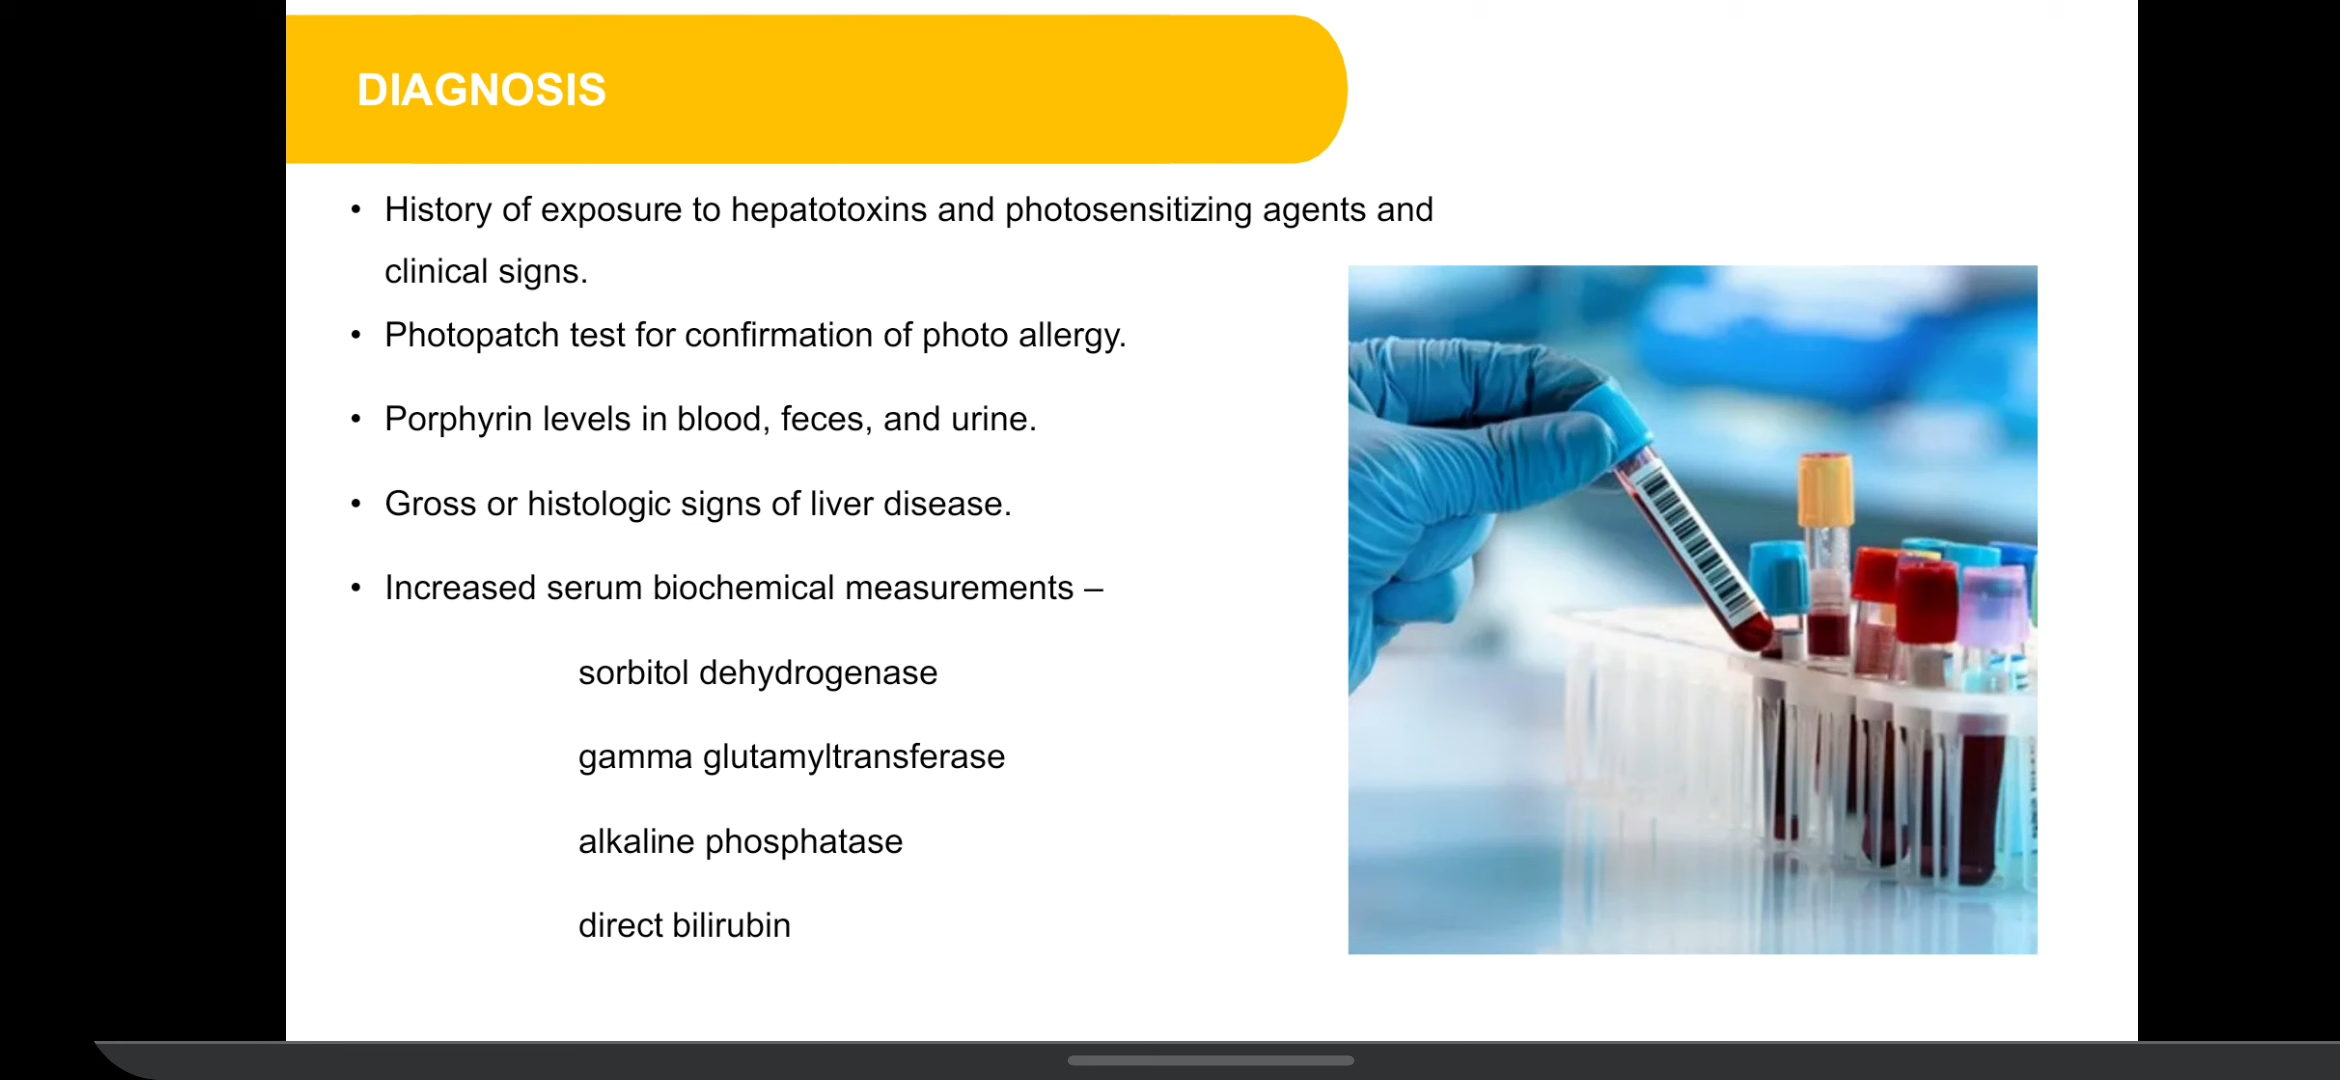 DIAGNOSIS
• History of exposure to hepatotoxins and photosensitizing agents and
clinical signs.
• Photopatch test for confirmation of photo allergy.
• Porphyrin levels in blood, feces, and urine.
• Gross or histologic signs of liver disease.
• Increased serum biochemical measurements –
sorbitol dehydrogenase
gamma glutamyltransferase
alkaline phosphatase
direct bilirubin